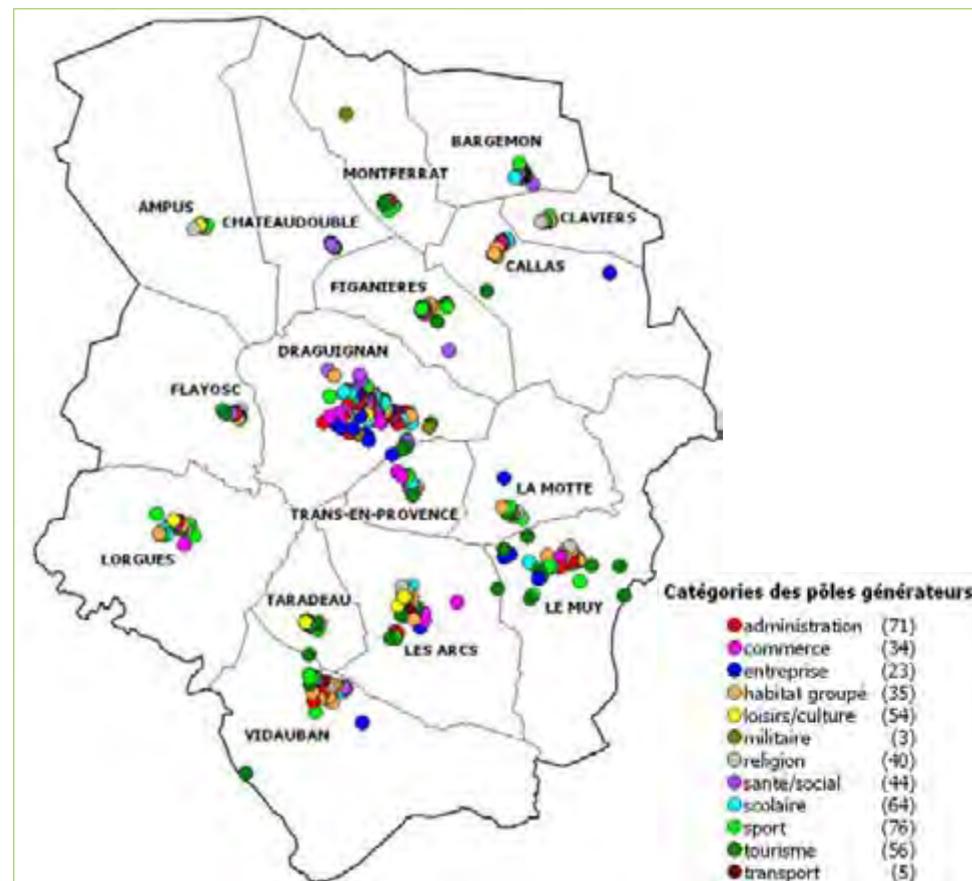 BARGEMON
MONTFERRAT
AMPUS
CHATEAUDOUBLE
CLAVIERS
CALLAS
FIGANIERES
DRAGUIGNAN
FLAYOSC
LA MOTTE
TRANS-EN-PROVENCE
LORGUES
TARADEAU
LE MUY
LES ARCS
VIDAUBAN
Catégories des pôles générateurs
administration (71)
commerce (34)
entreprise (23)
habitat groupé (35)
loisirs/culture (54)
militaire (3)
religion (40)
santé/social (44)
scolaire (64)
sport (76)
tourisme (56)
transport (5)